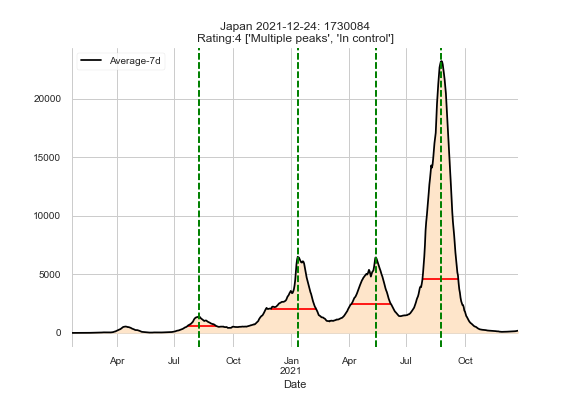 Japan 2021-12-24: 1730084
Rating:4 ['Multiple peaks', 'In control']
Average-7d
20000
15000
10000
5000
0
Apr Jul Oct Jan Apr Jul Oct
2021
Date